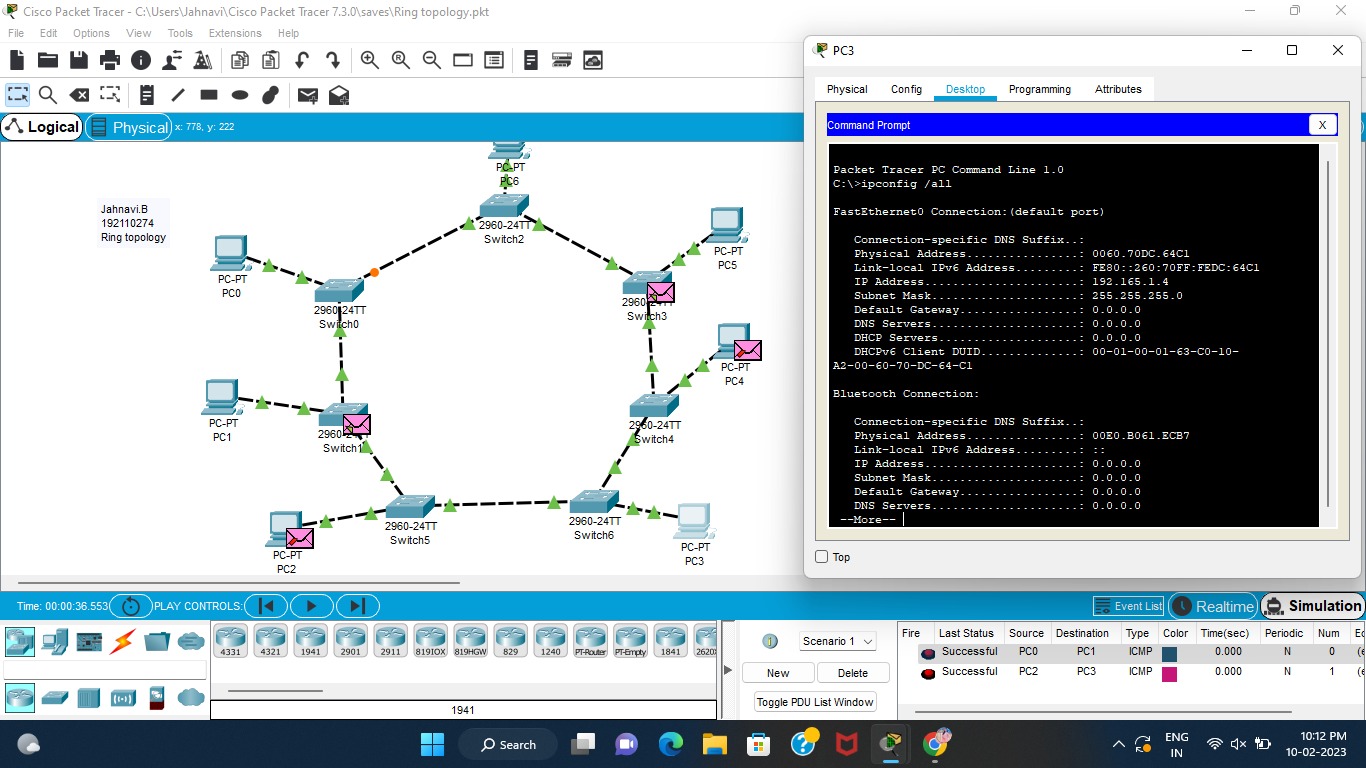 Cisco Packet Tracer - C:\Users\Jahnavi\Cisco Packet Tracer 7.3.0\saves\Ring topology.pkt
File Edit Options View Tools Extensions Help
Logical
Physical
x: 778, y: 222
Jahnavi.B
192110274
Ring topology
PC-PT
PC6
2960-24TT
Switch2
PC-PT
PC5
PC-PT
PC0
2960-24TT
Switch0
2960-24TT
Switch3
PC-PT
PC4
PC-PT
PC1
2960-24TT
Switch1
2960-24TT
Switch4
2960-24TT
Switch5
2960-24TT
Switch6
PC-PT
PC2
PC-PT
PC3
PC3
Physical Config Desktop Programming Attributes
Command Prompt
X
Packet Tracer PC Command Line 1.0
C:\>ipconfig /all
FastEthernet0 Connection:(default port)
Connection-specific DNS Suffix..:
Physical Address................: 0060.70DC.64C1
Link-local IPv6 Address.........: FE80::260:70FF:FEDC:64C1
IP Address......................: 192.165.1.4
Subnet Mask.....................: 255.255.255.0
Default Gateway.................: 0.0.0.0
DNS Servers.....................: 0.0.0.0
DHCP Servers....................: 0.0.0.0
DHCPv6 Client DUID..............: 00-01-00-01-63-C0-10-
A2-00-60-70-DC-64-C1
Bluetooth Connection:
Connection-specific DNS Suffix..:
Physical Address................: 00E0.B061.ECB7
Link-local IPv6 Address.........: ::
IP Address......................: 0.0.0.0
Subnet Mask.....................: 0.0.0.0
Default Gateway.................: 0.0.0.0
DNS Servers.....................: 0.0.0.0
--More--
Top
Time: 00:00:36.553
PLAY CONTROLS:
Event List
Realtime
Simulation
4331 4321 1941 2901 2911 819IOX 819HGW 829 1240 PT-Router PT-Empty 1841 2620X
1941
Scenario 1
New
Delete
Toggle PDU List Window
Fire Last Status Source Destination Type Color Time(sec) Periodic Num Ec
Successful PC0 PC1 ICMP 0.000 N 0 (e
Successful PC2 PC3 ICMP 0.000 N 1 (e
Search
ENG
IN
10:12 PM
10-02-2023